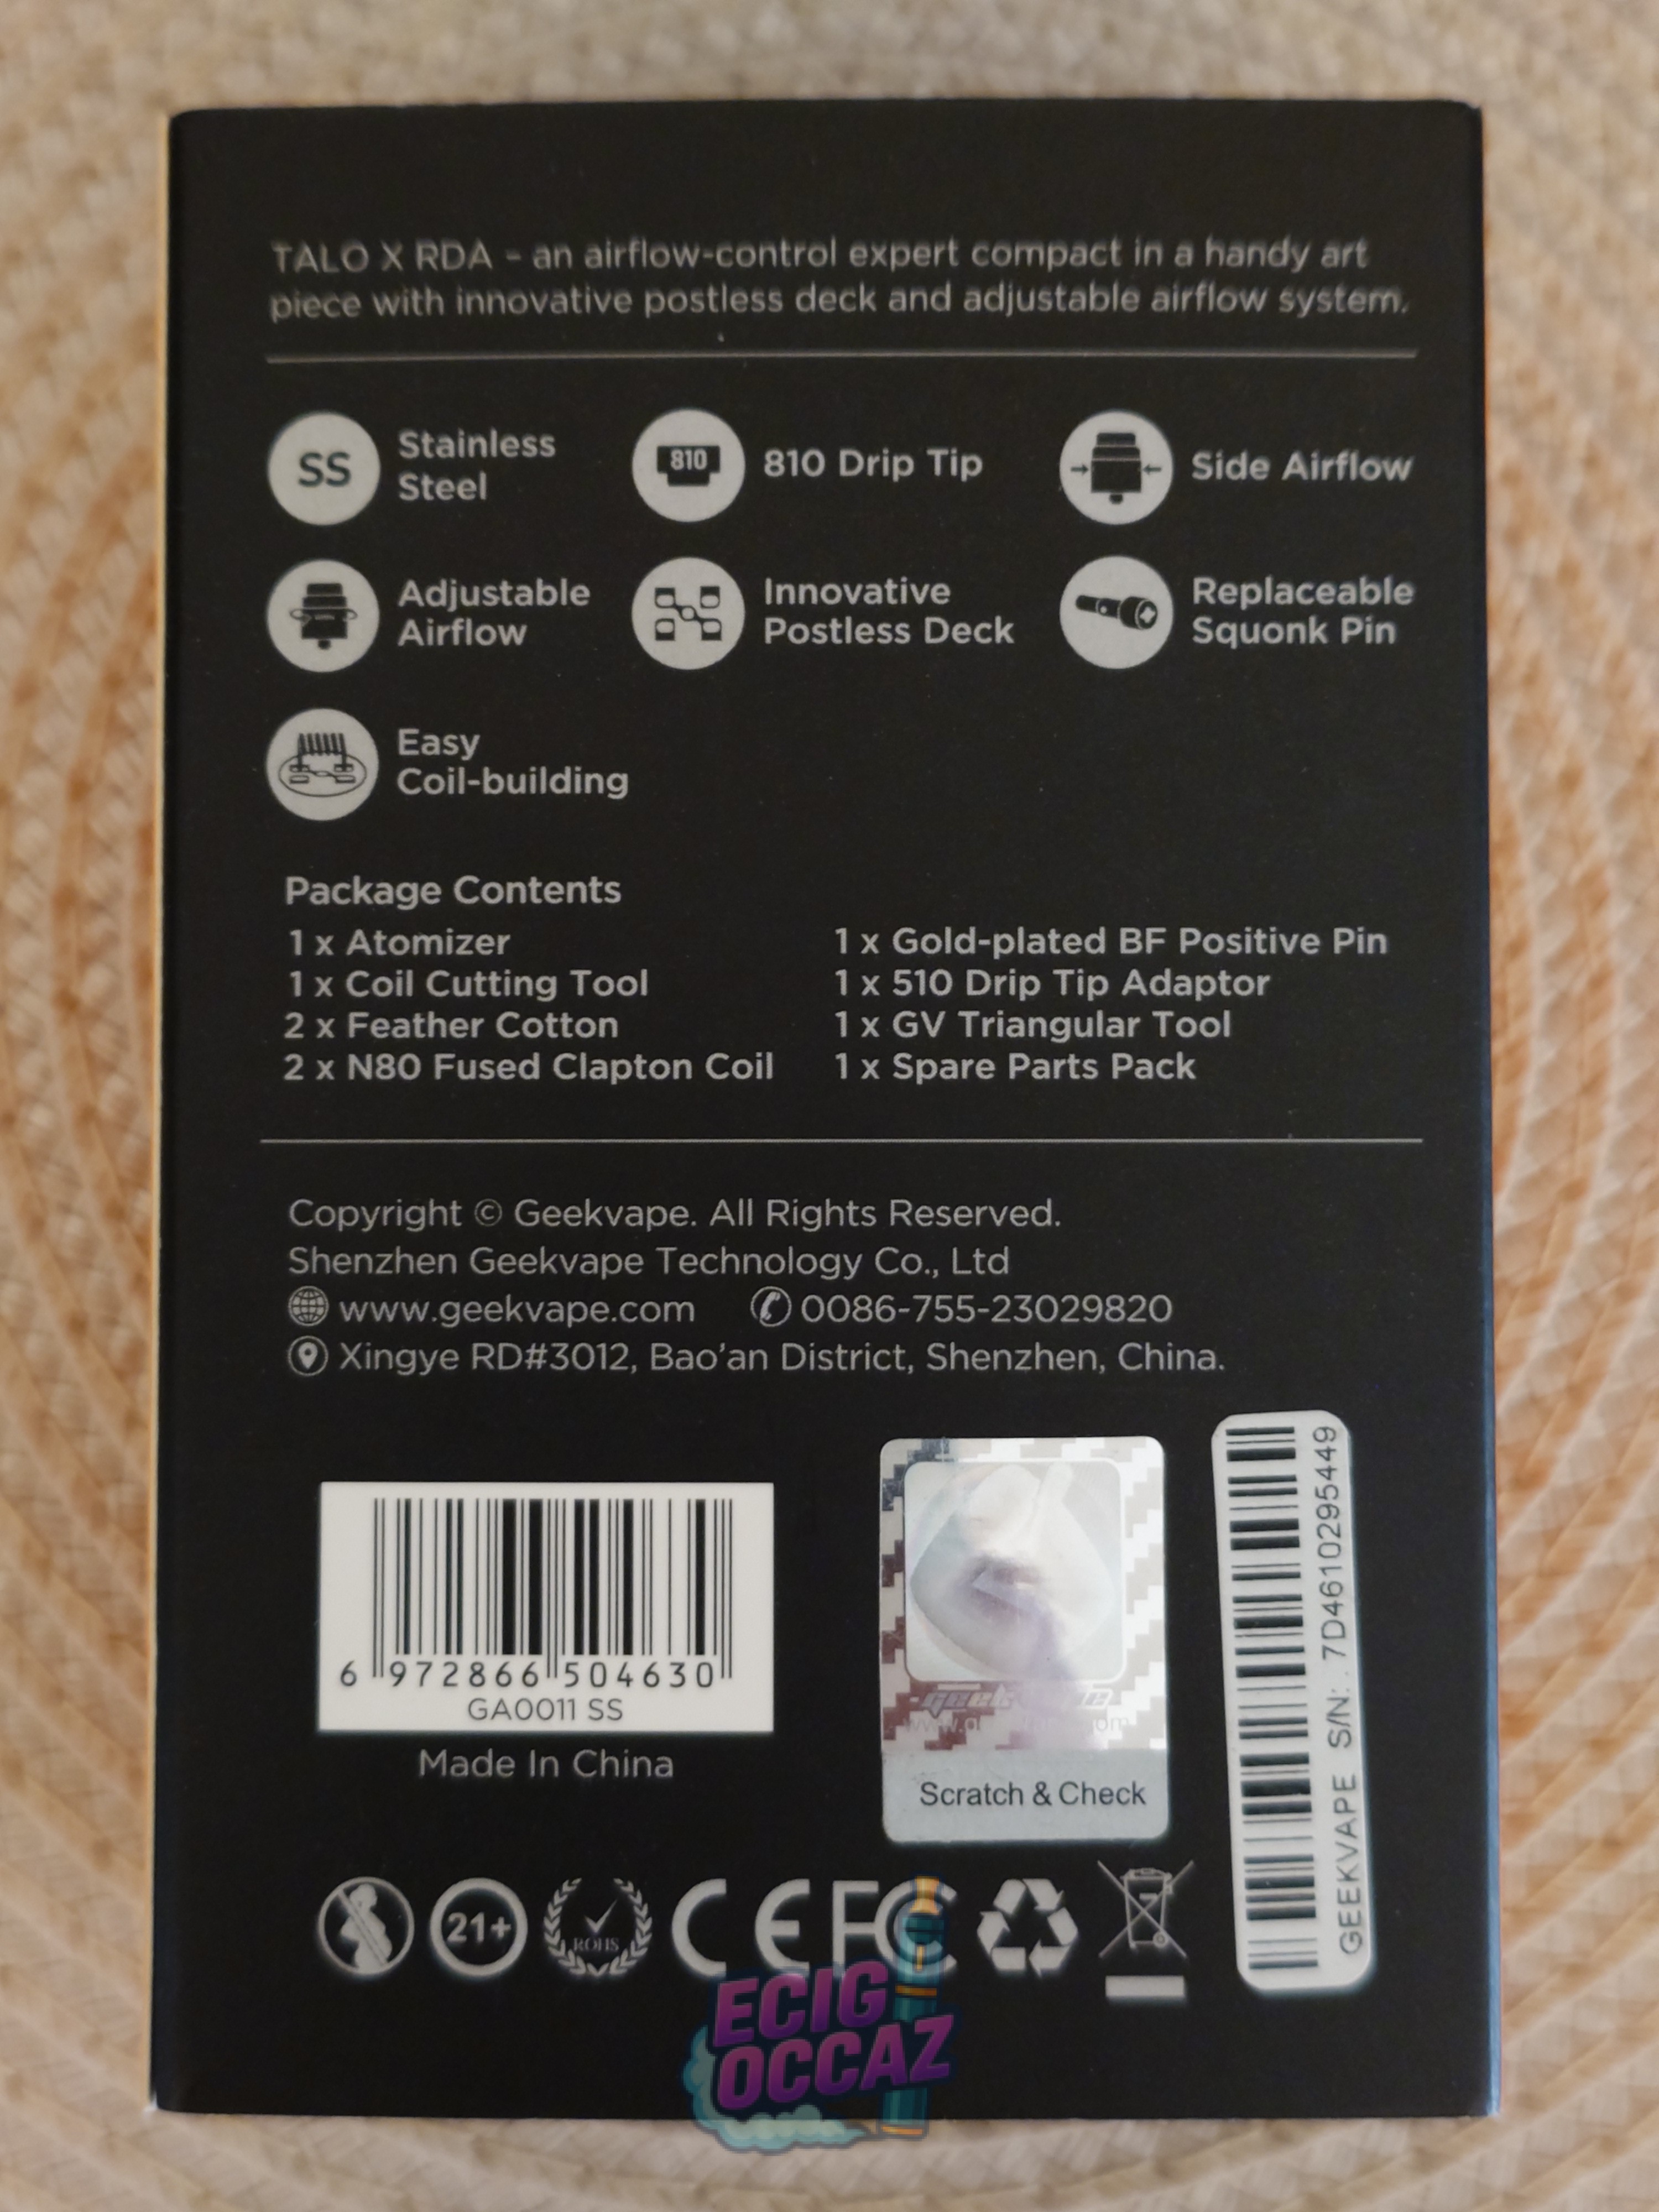 TALO X RDA – an airflow-control expert compact in a handy art
piece with innovative postless deck and adjustable airflow system.
SS
Stainless
Steel
810
810 Drip Tip
Side Airflow
Adjustable
Airflow
Innovative
Postless Deck
Replaceable
Squonk Pin
Easy
Coil-building
Package Contents
1 x Atomizer
1 x Coil Cutting Tool
2 x Feather Cotton
2 x N80 Fused Clapton Coil
1 x Gold-plated BF Positive Pin
1 x 510 Drip Tip Adaptor
1 x GV Triangular Tool
1 x Spare Parts Pack
Copyright © Geekvape. All Rights Reserved.
Shenzhen Geekvape Technology Co., Ltd
www.geekvape.com 0086-755-23029820
Xingye RD#3012, Bao’an District, Shenzhen, China.
6 972866 504630
GA0011 SS
Made In China
Scratch & Check
GEEKVAPE S/N: 7D4610295449
21+
ROHS
CE FC
ECIG
OCCAZ